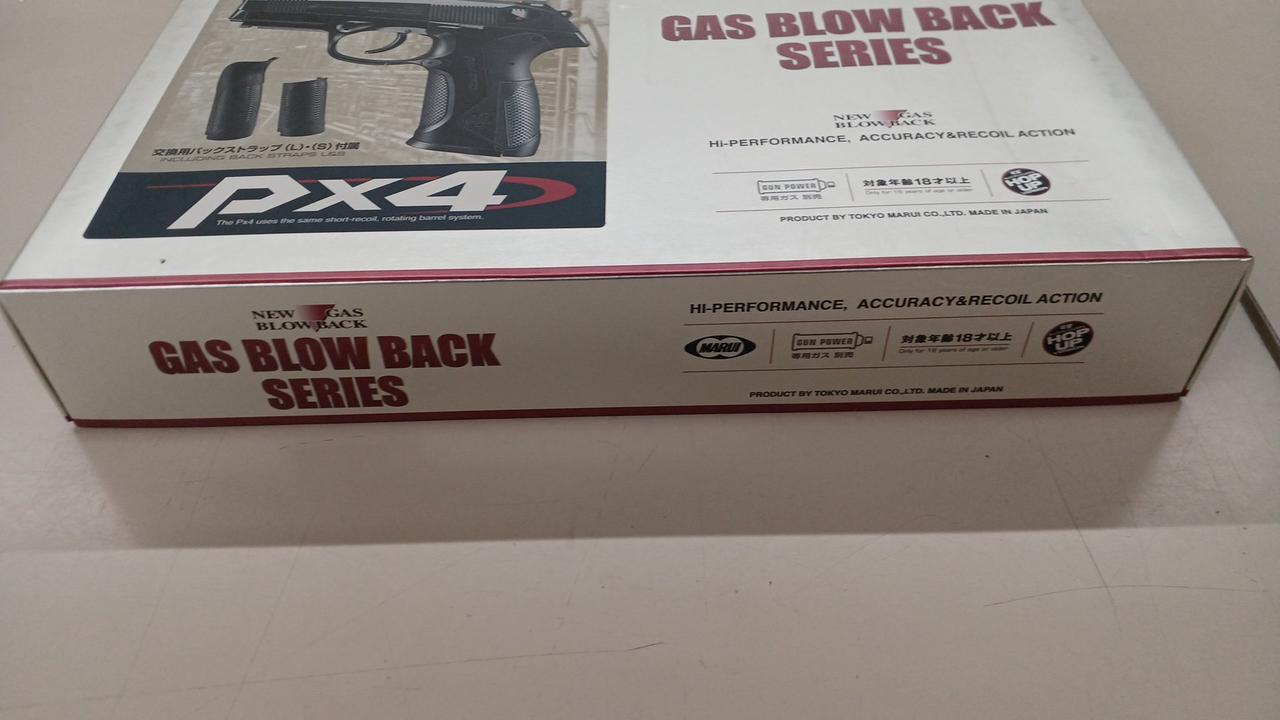 GAS BLOW BACK
SERIES
NEW GAS
BLOW BACK
HI-PERFORMANCE, ACCURACY&RECOIL ACTION
GUN POWER
専用ガス 別売
対象年齢18才以上
Only for 18 years of age or older
HOP
UP
PRODUCT BY TOKYO MARUI CO.,LTD. MADE IN JAPAN
交換用バックストラップ (L)・(S) 付属
INCLUDING BACK STRAPS L&S
Px4
The Px4 uses the same short-recoil, rotating barrel system.
NEW GAS
BLOW BACK
GAS BLOW BACK
SERIES
HI-PERFORMANCE, ACCURACY&RECOIL ACTION
MARUI
GUN POWER
専用ガス 別売
対象年齢18才以上
Only for 18 years of age or older
HOP
UP
PRODUCT BY TOKYO MARUI CO.,LTD. MADE IN JAPAN